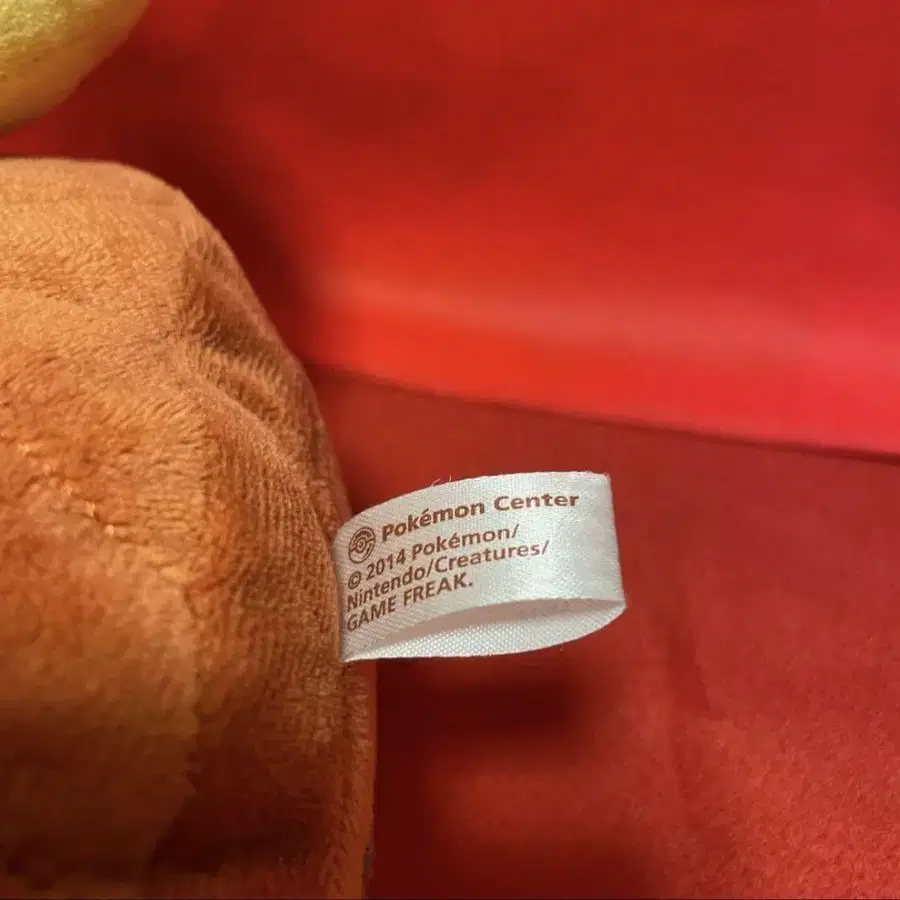 Pokémon Center
© 2014 Pokémon/
Nintendo/Creatures/
GAME FREAK.